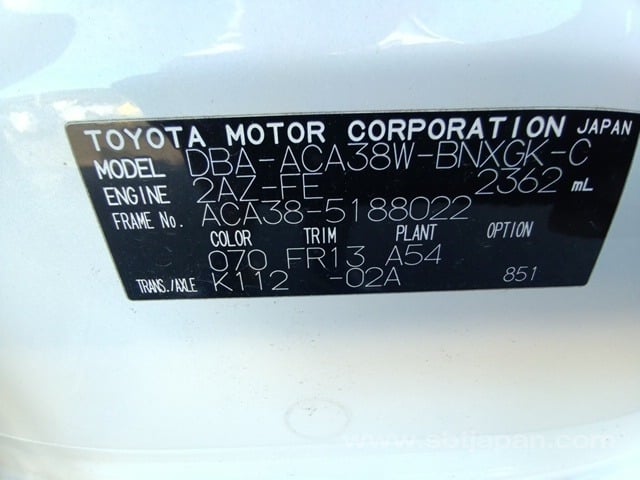 TOYOTA MOTOR CORPORATION JAPAN
MODEL DBA-ACA38W-BNXGK-C
ENGINE 2AZ-FE 2362 mL
FRAME No. ACA38-5188022
COLOR TRIM PLANT OPTION
070 FR13 A54
TRANS./AXLE K112 -02A 851
www.sbtjapan.com